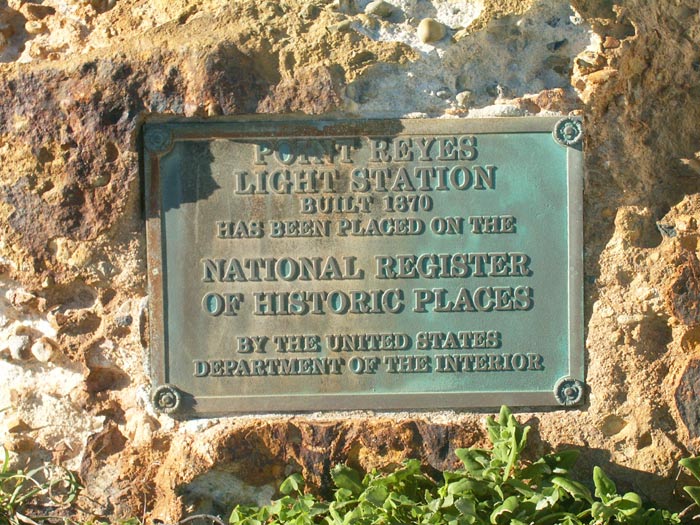 POINT REYES
LIGHT STATION
BUILT 1870
HAS BEEN PLACED ON THE
NATIONAL REGISTER
OF HISTORIC PLACES
BY THE UNITED STATES
DEPARTMENT OF THE INTERIOR